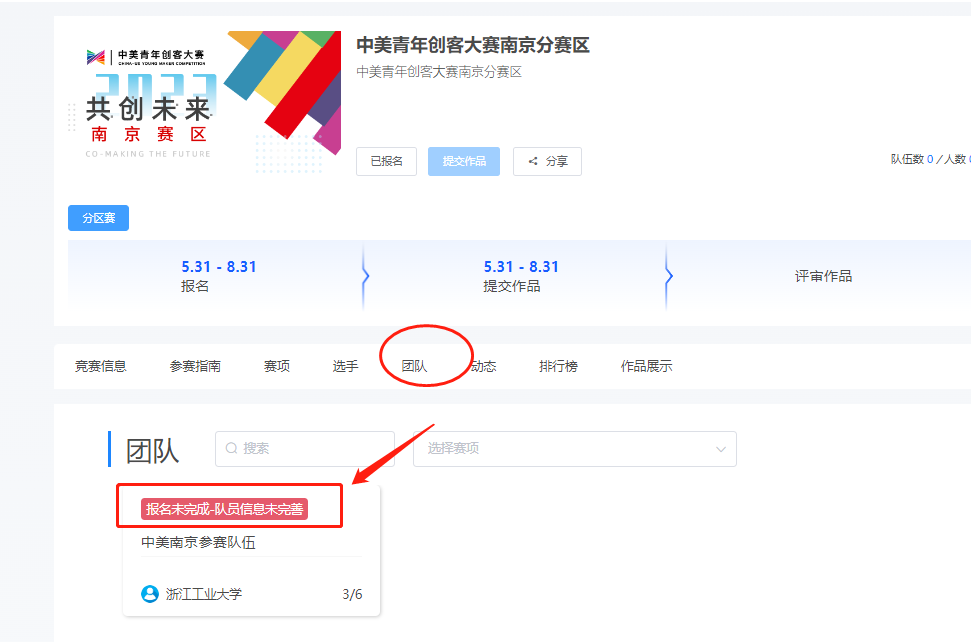 中美青年创客大赛
CHINA-US YOUNG MAKER COMPETITION
2023
共创未来
南京赛区
CO-MAKING THE FUTURE
中美青年创客大赛南京分赛区
中美青年创客大赛南京分赛区
已报名 提交作品 分享
队伍数 0 /人数
分区赛
5.31 - 8.31 5.31 - 8.31
报名 提交作品 评审作品
竞赛信息 参赛指南 赛项 选手 团队 动态 排行榜 作品展示
团队 搜索 选择赛项
报名未完成-队员信息未完善
中美南京参赛队伍
浙江工业大学 3/6